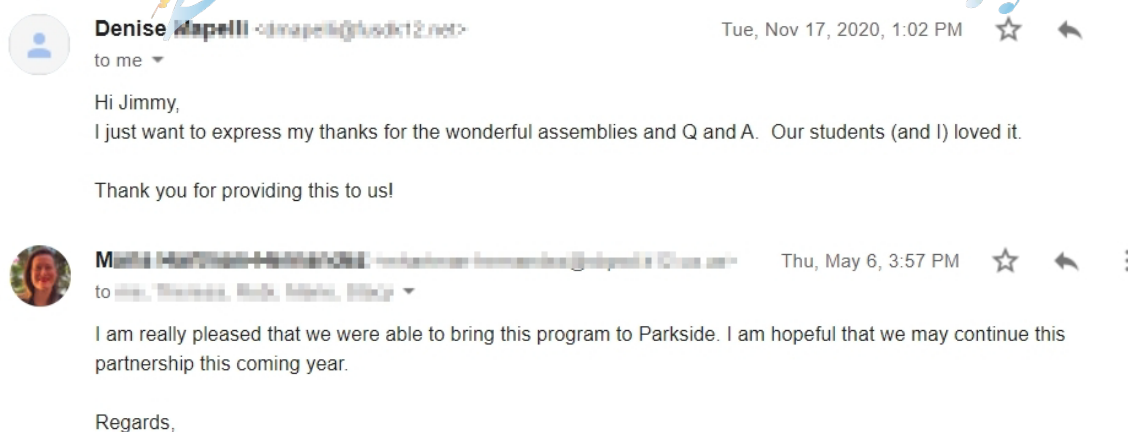 Denise
Tue, Nov 17, 2020, 1:02 PM
to me
Hi Jimmy,
I just want to express my thanks for the wonderful assemblies and Q and A. Our students (and I) loved it.
Thank you for providing this to us!
Thu, May 6, 3:57 PM
to
I am really pleased that we were able to bring this program to Parkside. I am hopeful that we may continue this
partnership this coming year.
Regards,